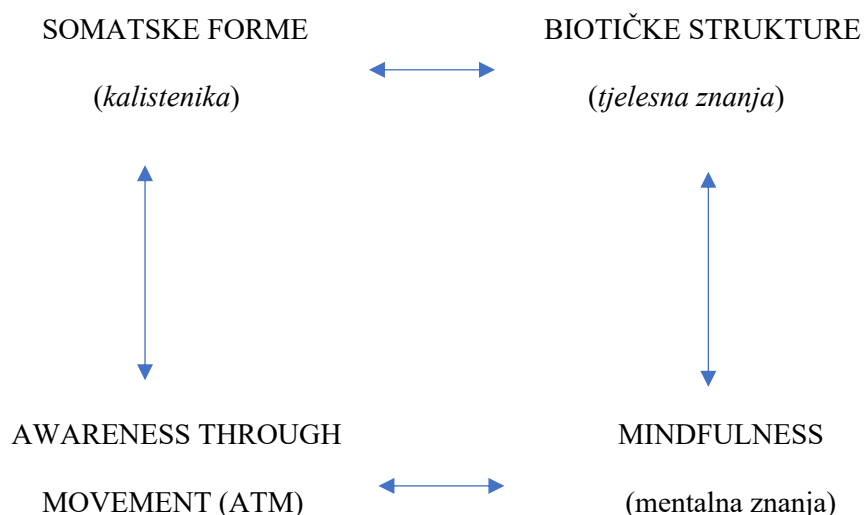 SOMATSKE FORME
BIOTIČKE STRUKTURE
(kalistenika)
(tjelesna znanja)
AWARENESS THROUGH
MINDFULNESS
MOVEMENT (ATM)
(mentalna znanja)